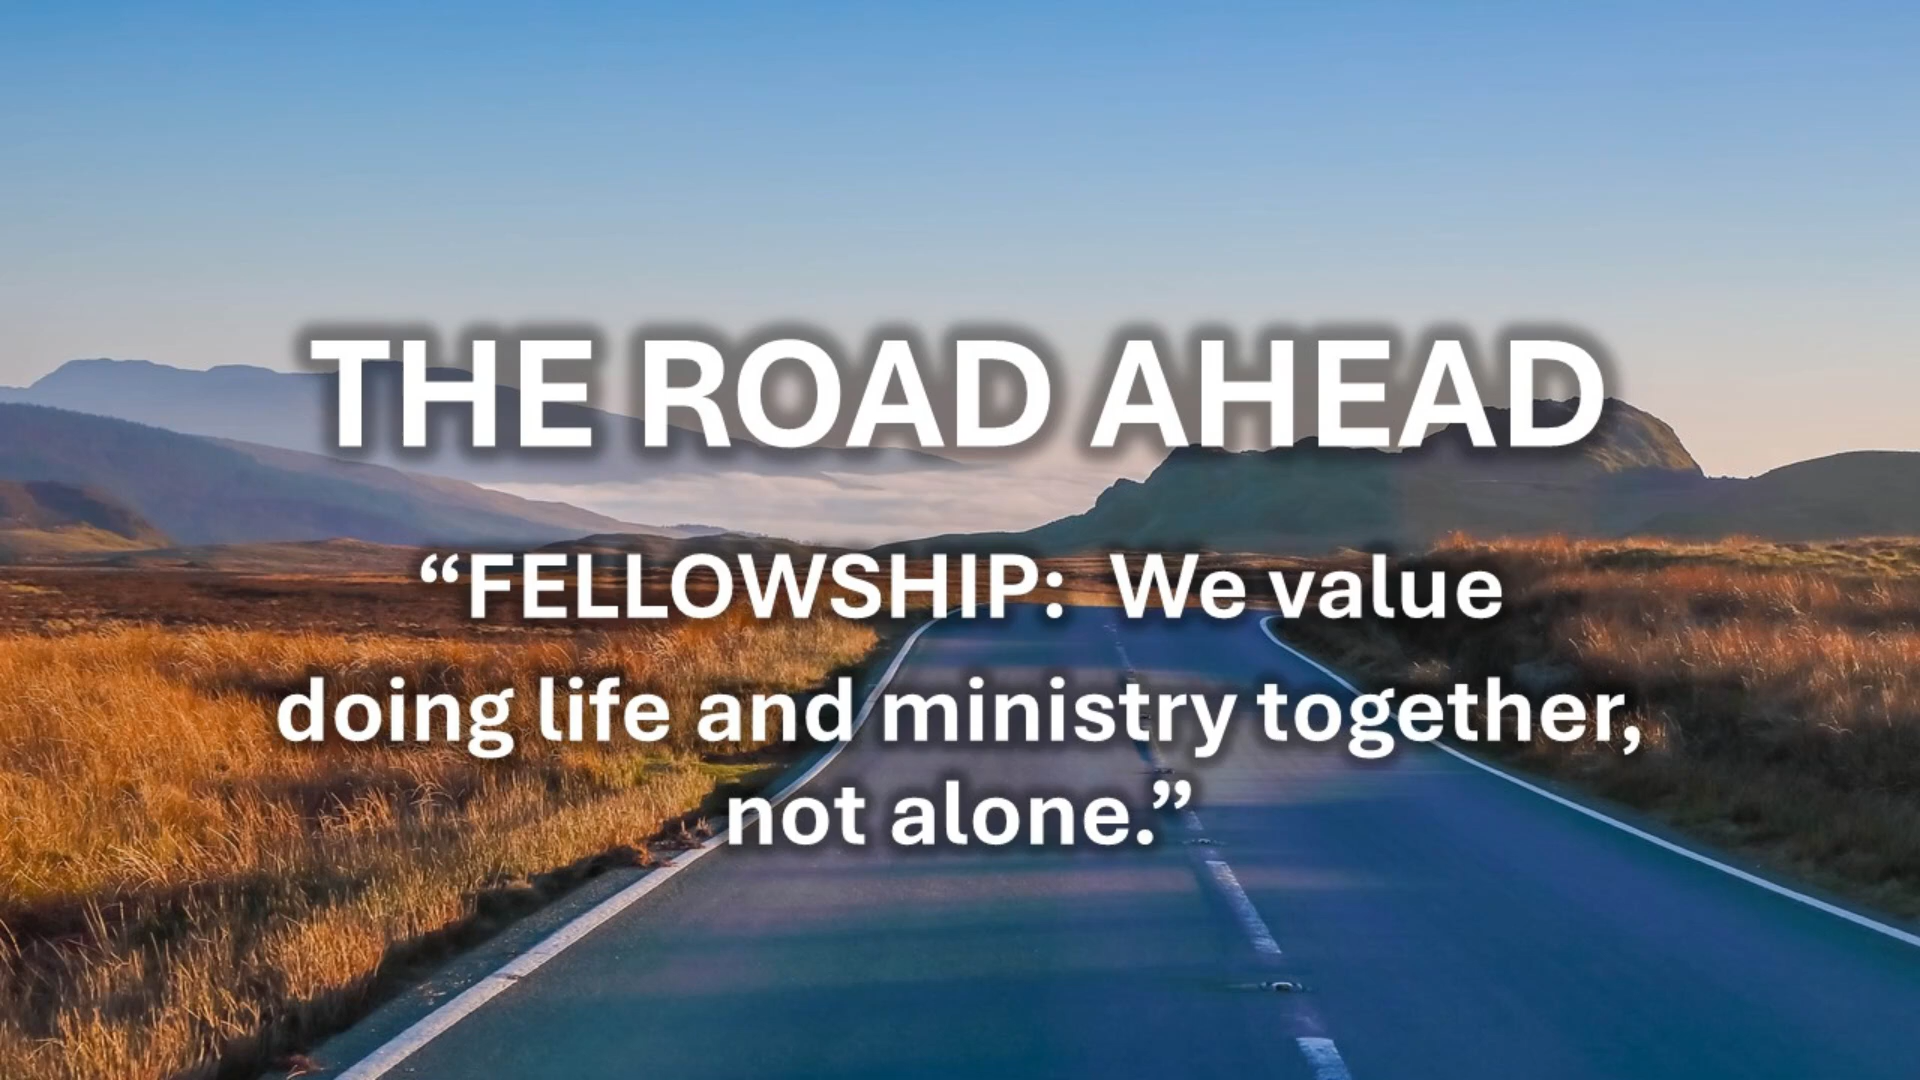 THE ROAD AHEAD
“FELLOWSHIP:  We value
doing life and ministry together,
not alone.”